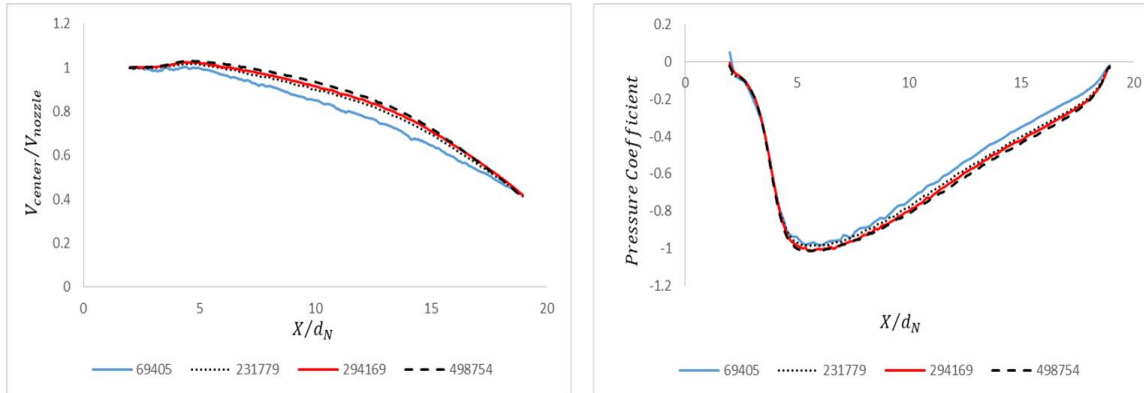 1.2
1
0.8
0.6
0.4
0.2
0
V_center/V_nozzle
0 5 10 15 20
X/d_N
69405 231779 294169 498754
0.2
0
-0.2
-0.4
-0.6
-0.8
-1
-1.2
Pressure Coefficient
0 5 10 15 20
X/d_N
69405 231779 294169 498754